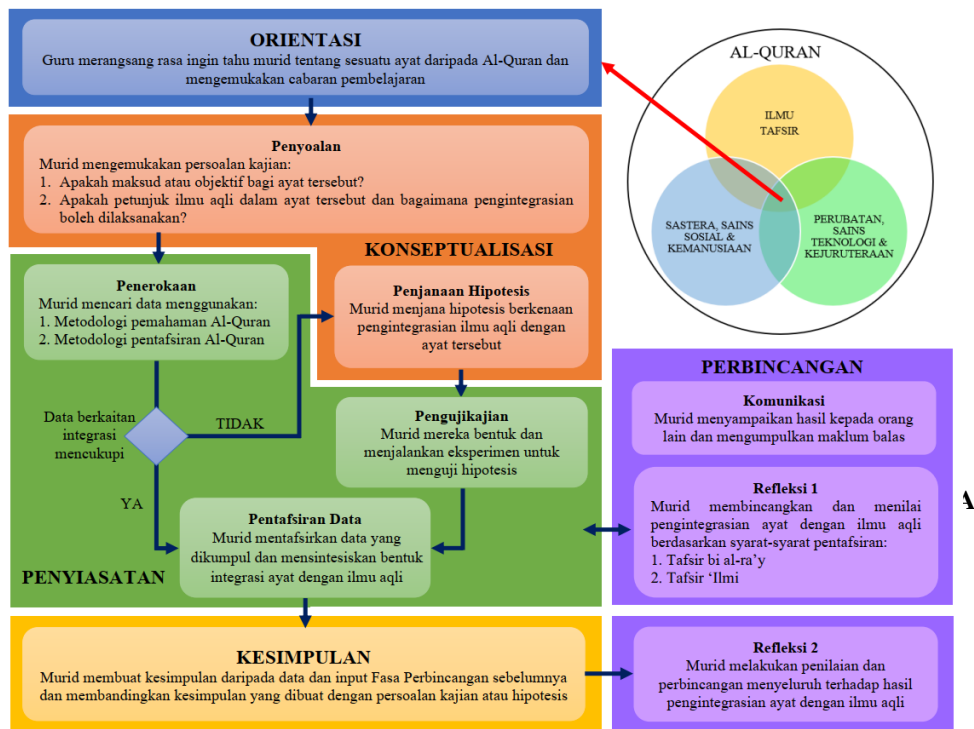 ORIENTASI
Guru merangsang rasa ingin tahu murid tentang sesuatu ayat daripada Al-Quran dan
mengemukakan cabaran pembelajaran
AL-QURAN
ILMU
TAFSIR
SASTERA, SAINS
SOSIAL &
KEMANUSIAAN
PERUBATAN,
SAINS
TEKNOLOGI &
KEJURUTERAAN
Penyoalan
Murid mengemukakan persoalan kajian:
1. Apakah maksud atau objektif bagi ayat tersebut?
2. Apakah petunjuk ilmu aqli dalam ayat tersebut dan bagaimana pengintegrasian
boleh dilaksanakan?
KONSEPTUALISASI
Penerokaan
Murid mencari data menggunakan:
1. Metodologi pemahaman Al-Quran
2. Metodologi pentafsiran Al-Quran
Penjanaan Hipotesis
Murid menjana hipotesis berkenaan
pengintegrasian ilmu aqli dengan
ayat tersebut
Data berkaitan
integrasi
mencukupi
TIDAK
YA
Pengujikajian
Murid mereka bentuk dan
menjalankan eksperimen untuk
menguji hipotesis
Pentafsiran Data
Murid mentafsirkan data yang
dikumpul dan mensintesiskan bentuk
integrasi ayat dengan ilmu aqli
PENYIASATAN
PERBINCANGAN
Komunikasi
Murid menyampaikan hasil kepada orang
lain dan mengumpulkan maklum balas
Refleksi 1
Murid membincangkan dan menilai
pengintegrasian ayat dengan ilmu aqli
berdasarkan syarat-syarat pentafsiran:
1. Tafsir bi al-ra’y
2. Tafsir ‘Ilmi
A
KESIMPULAN
Murid membuat kesimpulan daripada data dan input Fasa Perbincangan sebelumnya
dan membandingkan kesimpulan yang dibuat dengan persoalan kajian atau hipotesis
Refleksi 2
Murid melakukan penilaian dan
perbincangan menyeluruh terhadap hasil
pengintegrasian ayat dengan ilmu aqli